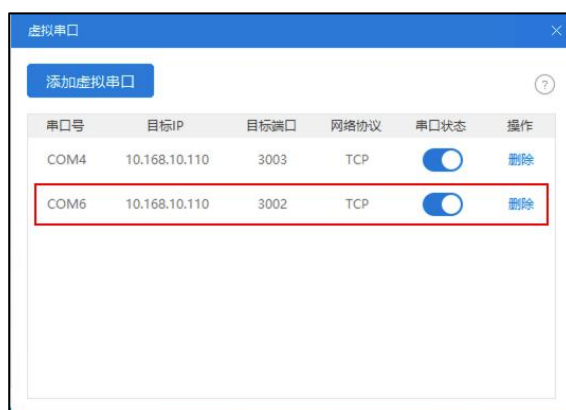 虚拟串口
添加虚拟串口
?
串口号 目标IP 目标端口 网络协议 串口状态 操作
COM4 10.168.10.110 3003 TCP 删除
COM6 10.168.10.110 3002 TCP 删除